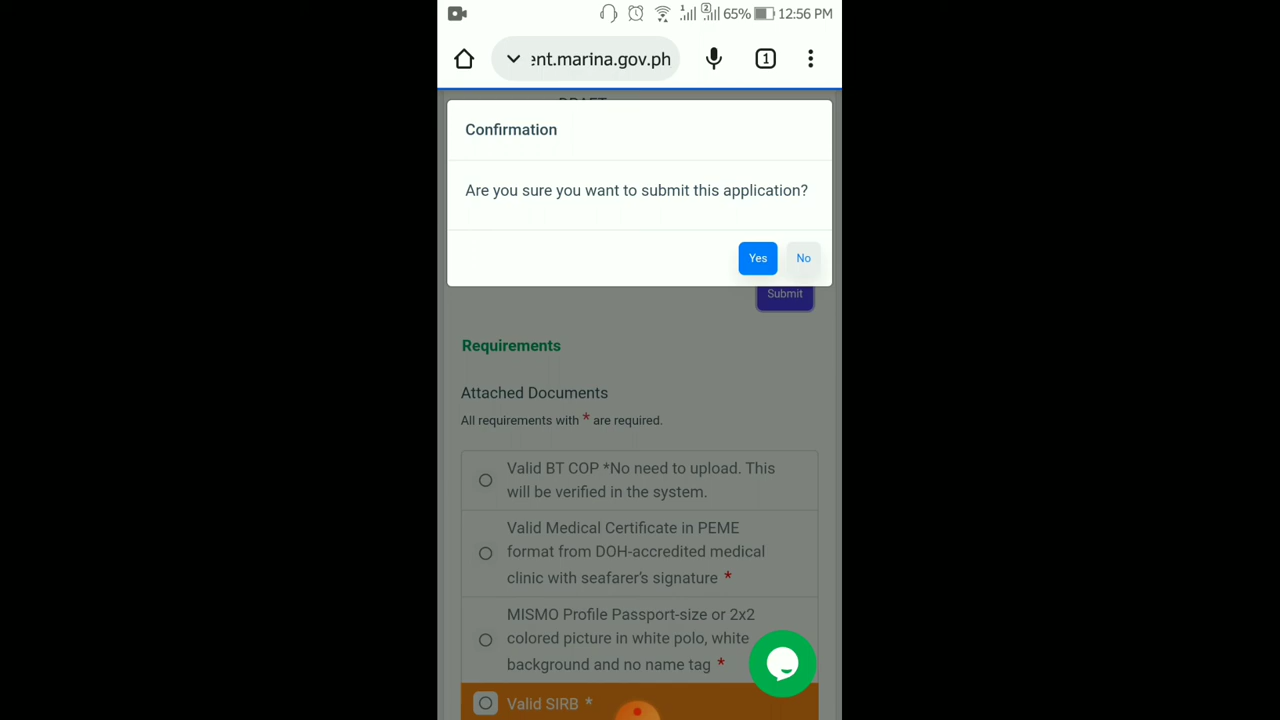 1 2 65% 12:56 PM
ent.marina.gov.ph 1
DRAFT
Confirmation
Are you sure you want to submit this application?
Yes No
Submit
Requirements
Attached Documents
All requirements with * are required.
Valid BT COP *No need to upload. This
will be verified in the system.
Valid Medical Certificate in PEME
format from DOH-accredited medical
clinic with seafarer's signature *
MISMO Profile Passport-size or 2x2
colored picture in white polo, white
background and no name tag *
Valid SIRB *